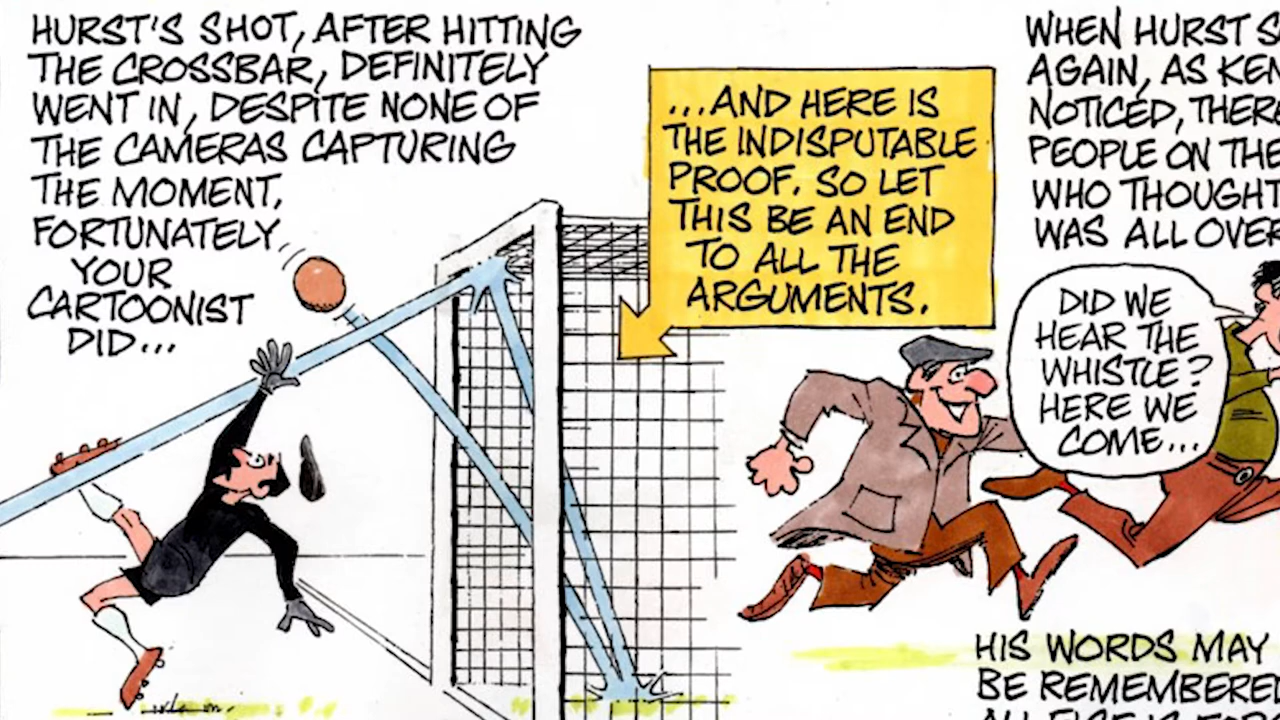 HURST'S SHOT, AFTER HITTING
THE CROSSBAR, DEFINITELY
WENT IN, DESPITE NONE OF
THE CAMERAS CAPTURING
THE MOMENT,
FORTUNATELY
YOUR
CARTOONIST
DID...
...AND HERE IS
THE INDISPUTABLE
PROOF. SO LET
THIS BE AN END
TO ALL THE
ARGUMENTS.
WHEN HURST
AGAIN, AS
NOTICED,
PEOPLE ON THE
WHO THOUGHT
WAS ALL OVER
DID WE
HEAR THE
WHISTLE?
HERE WE
COME...
HIS WORDS MAY
BE